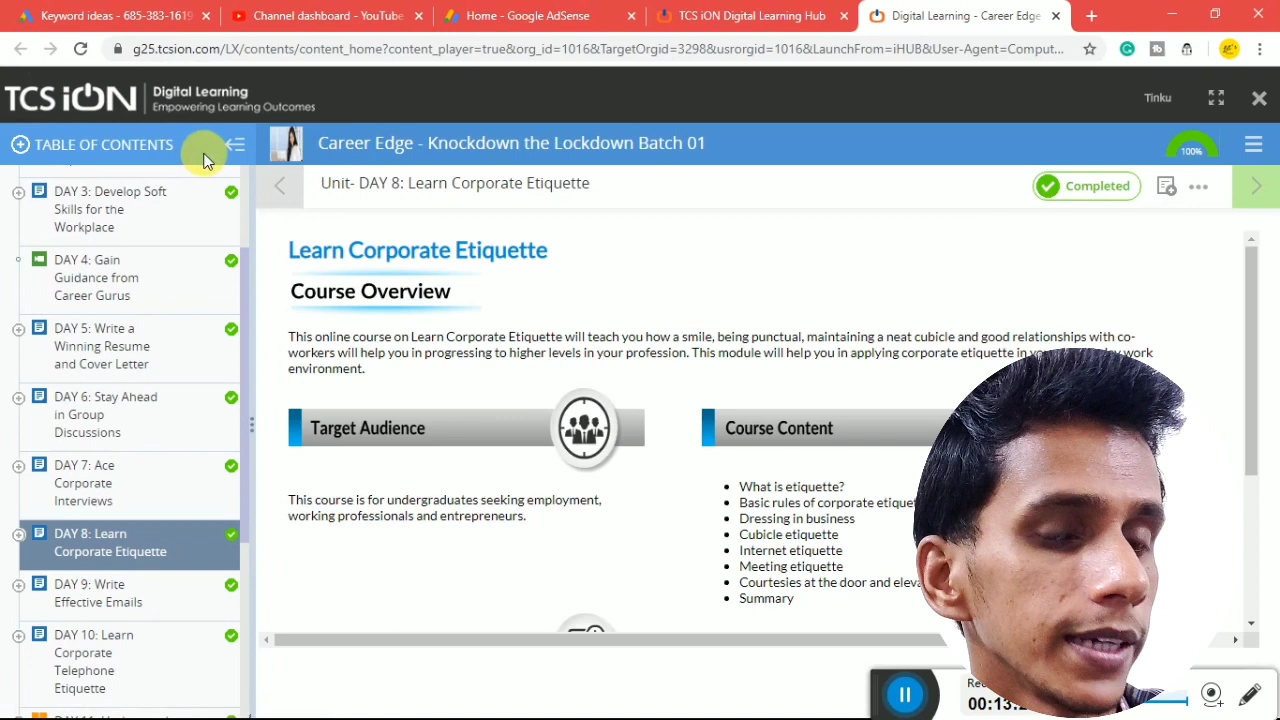 Keyword ideas - 685-383-1619
Channel dashboard - YouTube
Home - Google AdSense
TCS iON Digital Learning Hub
Digital Learning - Career Edge
g25.tcsion.com/LX/contents/content_home?content_player=true&org_id=1016&TargetOrgid=3298&usrorgid=1016&LaunchFrom=iHUB&User-Agent=Comput...
TCS iON
Digital Learning
Empowering Learning Outcomes
Tinku
TABLE OF CONTENTS
Career Edge - Knockdown the Lockdown Batch 01
100%
DAY 3: Develop Soft
Skills for the
Workplace
DAY 4: Gain
Guidance from
Career Gurus
DAY 5: Write a
Winning Resume
and Cover Letter
DAY 6: Stay Ahead
in Group
Discussions
DAY 7: Ace
Corporate
Interviews
DAY 8: Learn
Corporate Etiquette
DAY 9: Write
Effective Emails
DAY 10: Learn
Corporate
Telephone
Etiquette
Unit- DAY 8: Learn Corporate Etiquette
Completed
Learn Corporate Etiquette
Course Overview
This online course on Learn Corporate Etiquette will teach you how a smile, being punctual, maintaining a neat cubicle and good relationships with co-
workers will help you in progressing to higher levels in your profession. This module will help you in applying corporate etiquette in work
environment.
Target Audience
This course is for undergraduates seeking employment,
working professionals and entrepreneurs.
Course Content
What is etiquette?
Basic rules of corporate
Dressing in business
Cubicle etiquette
Internet etiquette
Meeting etiquette
Courtesies at the door and
Summary